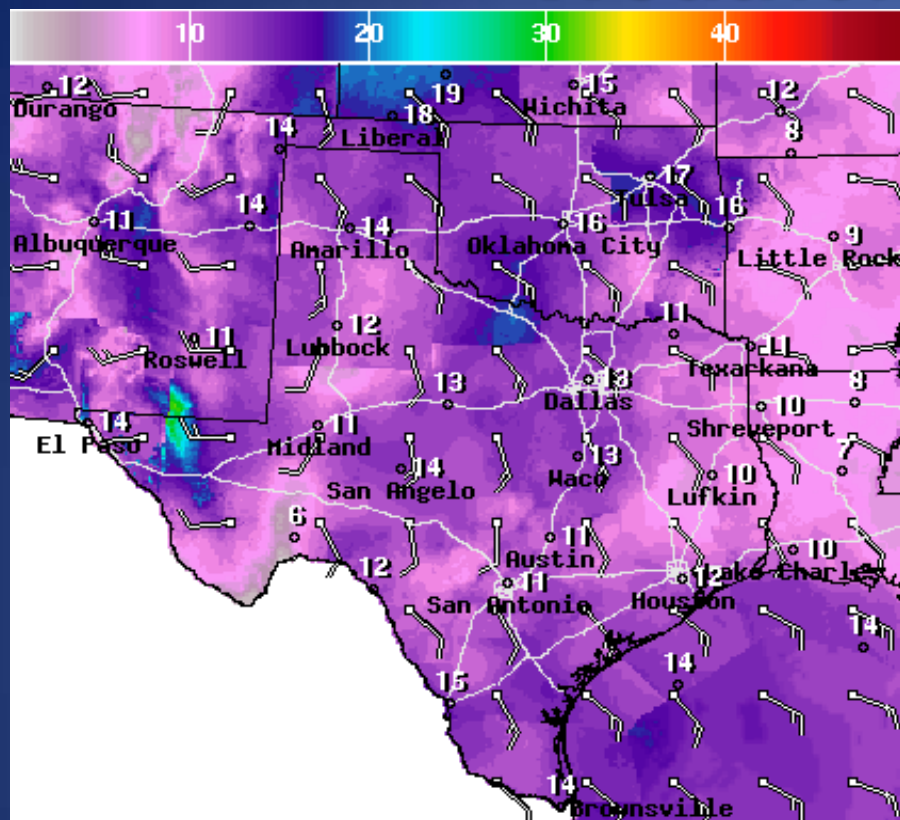 10 20 30 40
12 19 15 12
Durango Wichita
14 18 8
Liberal
17
Tulsa
11 14 14 16 16 9
Albuquerque Amarillo Oklahoma City Little Rock
11 12 11 11
Roswell Lubbock Texarkana
13 13 10 8
Dallas
14 11 Shreveport
El Paso Midland
14 13 10 7
San Angelo Waco Lufkin
6 11 10
Austin
12 11 12 Lake Charles
San Antonio Houston
14
14
15
14
Brownsville